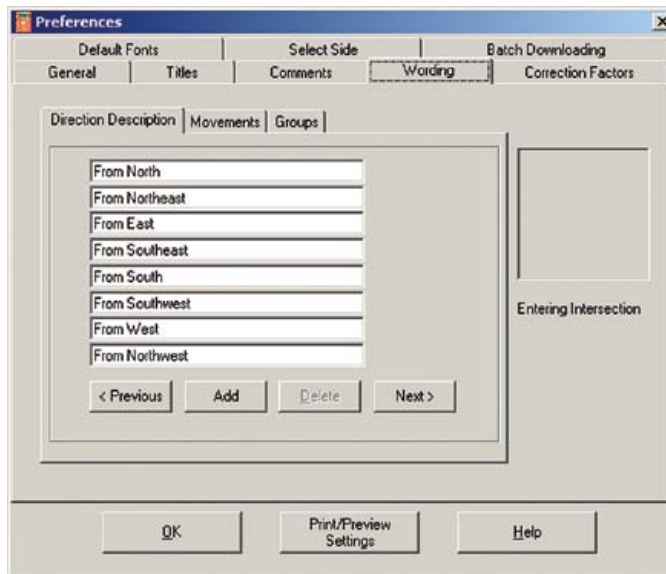 Preferences
Default Fonts
Select Side
Batch Downloading
General
Titles
Comments
Wording
Correction Factors
Direction Description
Movements
Groups
From North
From Northeast
From East
From Southeast
From South
From Southwest
From West
From Northwest
Entering Intersection
< Previous
Add
Delete
Next >
OK
Print/Preview
Settings
Help